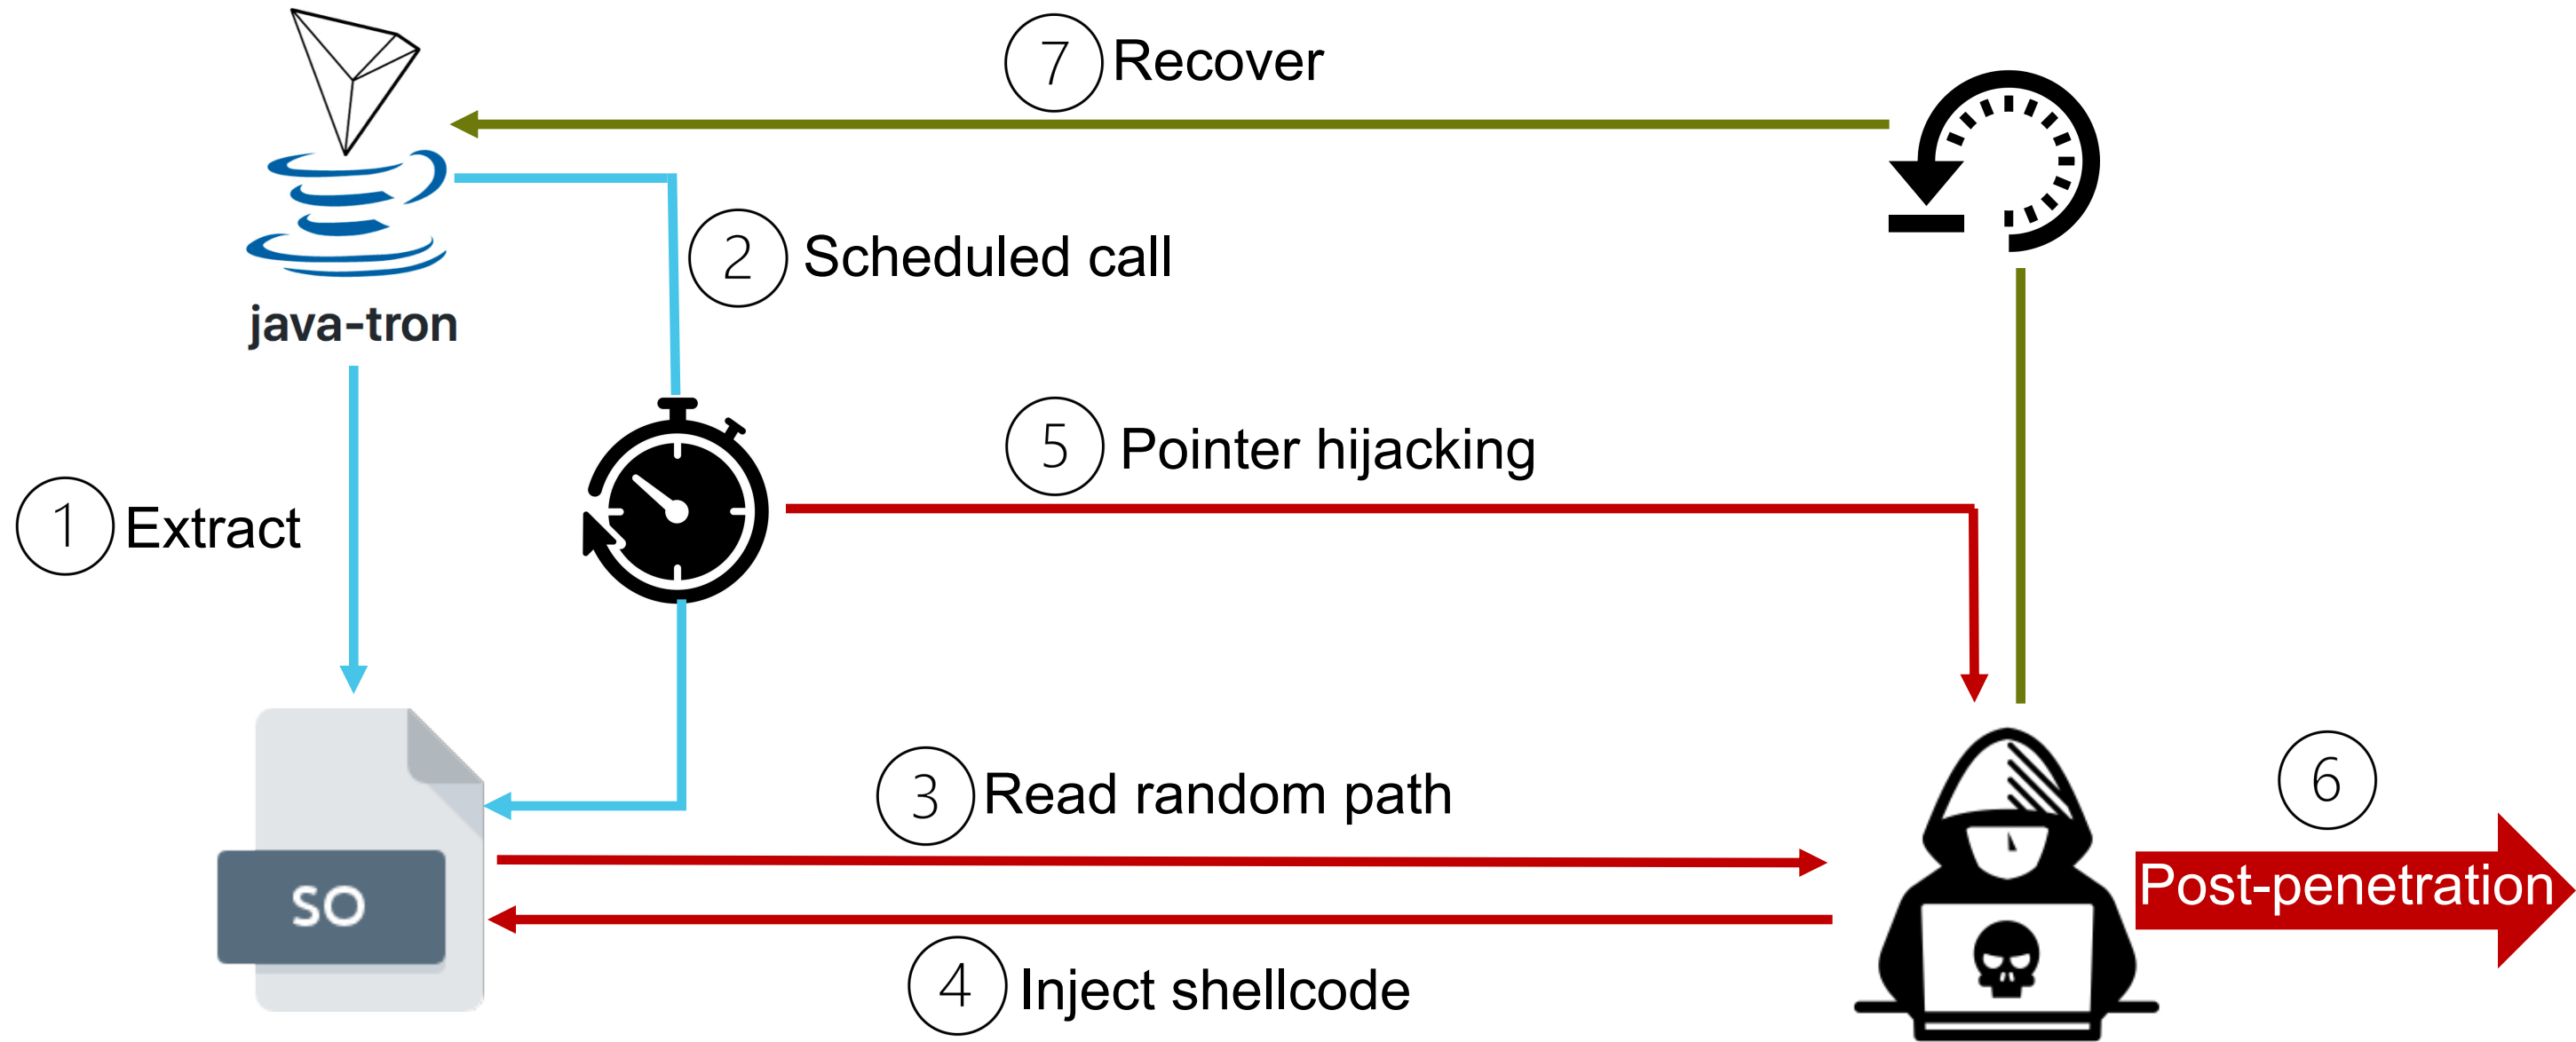 7 Recover
2 Scheduled call
java-tron
5 Pointer hijacking
1 Extract
3 Read random path
6
Post-penetration
SO
4 Inject shellcode